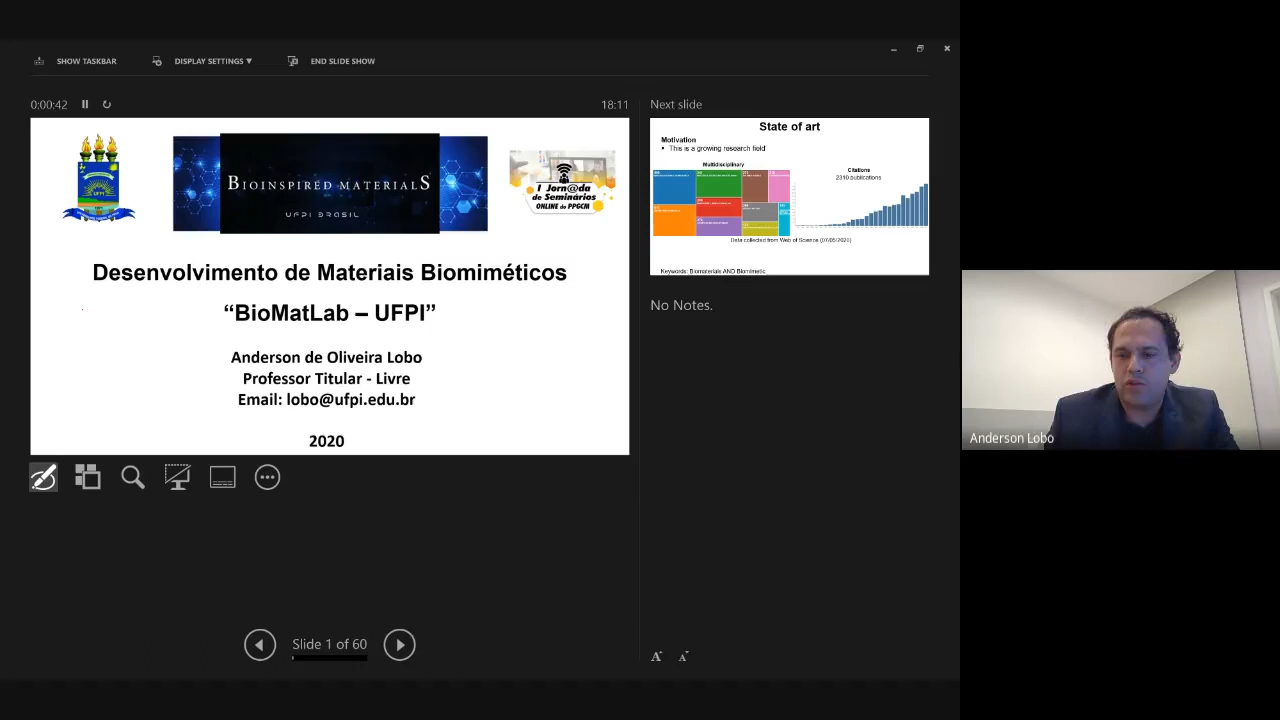 SHOW TASKBAR
DISPLAY SETTINGS ▼
END SLIDE SHOW
0:00:42
18:11
Next slide
BIOINSPIRED MATERIALS
UFPI BRASIL
I Jorn@da
de Seminários
ONLINE do PPGCM
Desenvolvimento de Materiais Biomiméticos
“BioMatLab – UFPI”
Anderson de Oliveira Lobo
Professor Titular - Livre
Email: lobo@ufpi.edu.br
2020
State of art
Motivation
• This is a growing research field
Multidisciplinary
Citations
2310 publications
Data collected from Web of Science (07/05/2020)
Keywords: Biomaterials AND Biomimetic
No Notes.
Slide 1 of 60
A A
Anderson Lobo